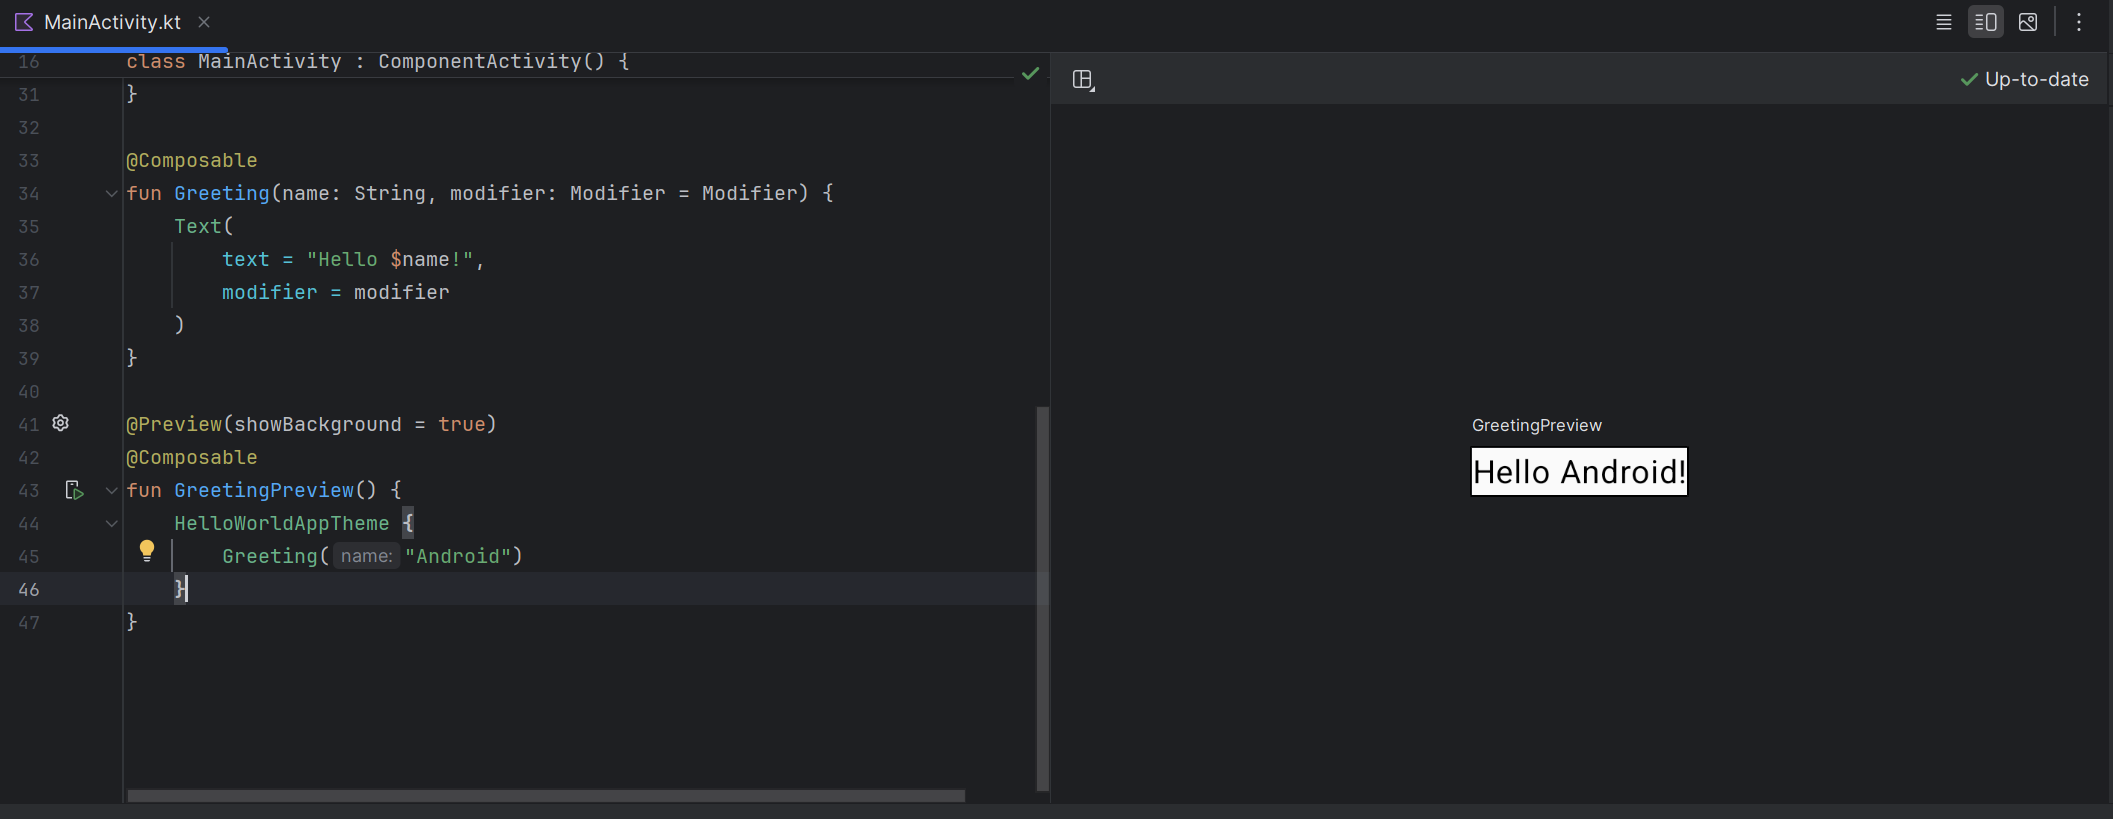 MainActivity.kt
16 class MainActivity : ComponentActivity() {
31 }
32
33 @Composable
34 fun Greeting(name: String, modifier: Modifier = Modifier) {
35     Text(
36         text = "Hello $name!",
37         modifier = modifier
38     )
39 }
40
41 @Preview(showBackground = true)
42 @Composable
43 fun GreetingPreview() {
44     HelloWorldAppTheme {
45         Greeting( name: "Android")
46     }
47 }
Up-to-date
GreetingPreview
Hello Android!